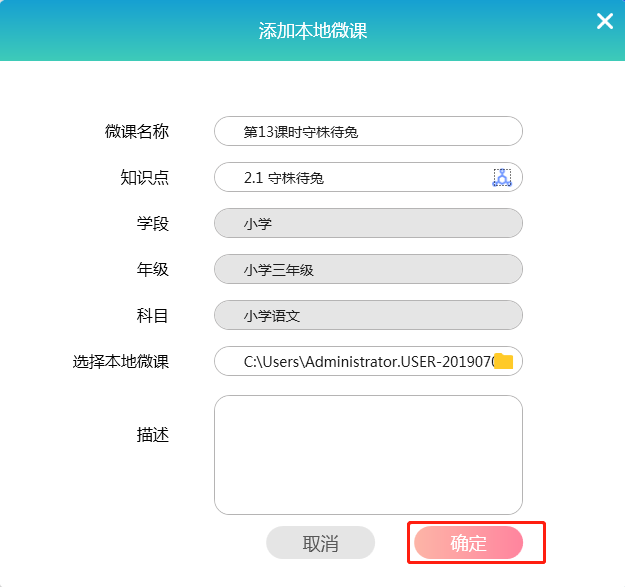 添加本地微课
微课名称 第13课时守株待兔
知识点 2.1 守株待兔
学段 小学
年级 小学三年级
科目 小学语文
选择本地微课 C:\Users\Administrator.USER-201907
描述
取消 确定